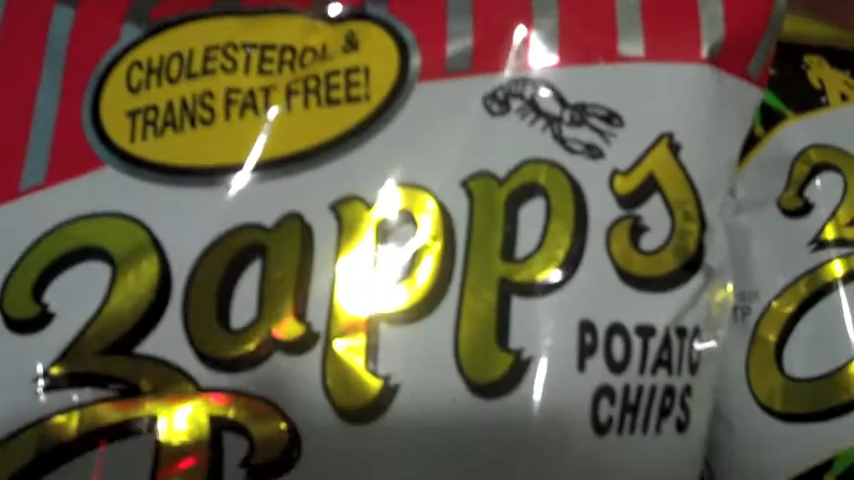 CHOLESTEROL &
TRANS FAT FREE!
Zapp's
POTATO
CHIPS